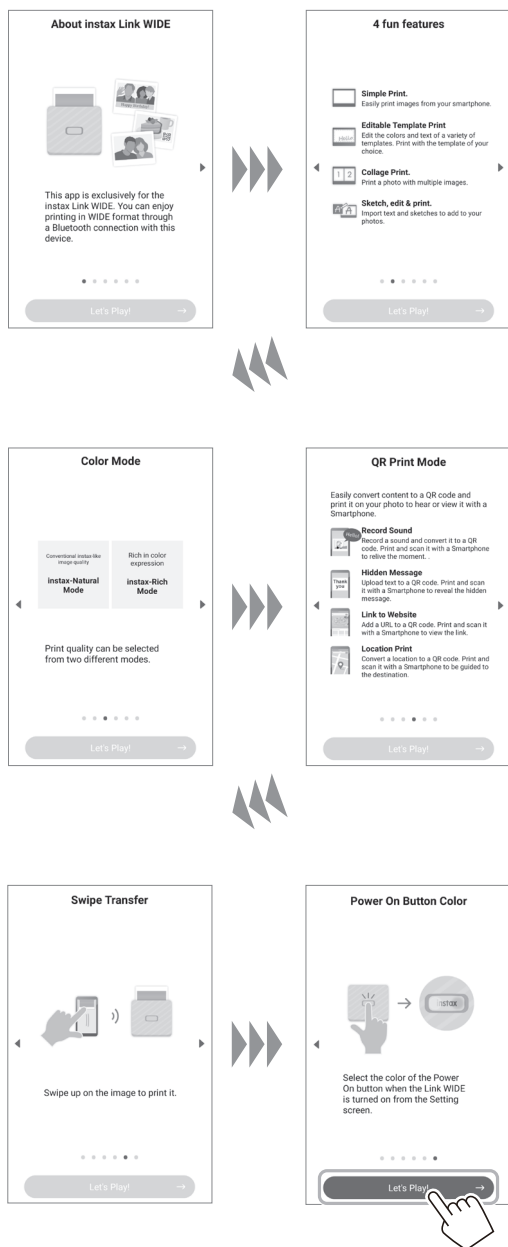 About instax Link WIDE
This app is exclusively for the
instax Link WIDE. You can enjoy
printing in WIDE format through
a Bluetooth connection with this
device.
Let's Play! →
4 fun features
Simple Print.
Easily print images from your smartphone.
Hello!
Editable Template Print
Edit the colors and text of a variety of
templates. Print with the template of your
choice.
1 2
Collage Print.
Print a photo with multiple images.
A A
Sketch, edit & print.
Import text and sketches to add to your
photos.
Let's Play! →
Color Mode
Conventional instax-like
image quality
instax-Natural
Mode
Rich in color
expression
instax-Rich
Mode
Print quality can be selected
from two different modes.
Let's Play! →
QR Print Mode
Easily convert content to a QR code and
print it on your photo to hear or view it with a
Smartphone.
Hello!
Record Sound
Record a sound and convert it to a QR
code. Print and scan it with a Smartphone
to relive the moment. .
Thank
you
Hidden Message
Upload text to a QR code. Print and scan
it with a Smartphone to reveal the hidden
message.
Link to Website
Add a URL to a QR code. Print and scan it
with a Smartphone to view the link.
Location Print
Convert a location to a QR code. Print and
scan it with a Smartphone to be guided to
the destination.
Let's Play! →
Swipe Transfer
Swipe up on the image to print it.
Let's Play! →
Power On Button Color
instax
Select the color of the Power
On button when the Link WIDE
is turned on from the Setting
screen.
Let's Play! →